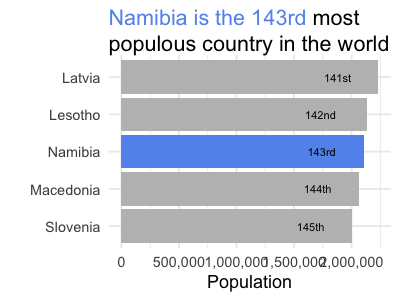 Namibia is the 143rd most
populous country in the world
Latvia 141st
Lesotho 142nd
Namibia 143rd
Macedonia 144th
Slovenia 145th
0 500,000 1,000,000 1,500,000 2,000,000
Population